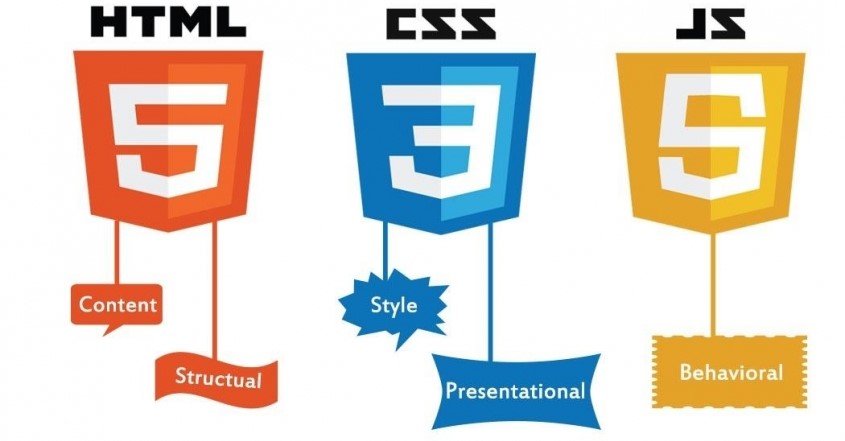 HTML
CSS
JS
5
3
5
Content
Structual
Style
Presentational
Behavioral